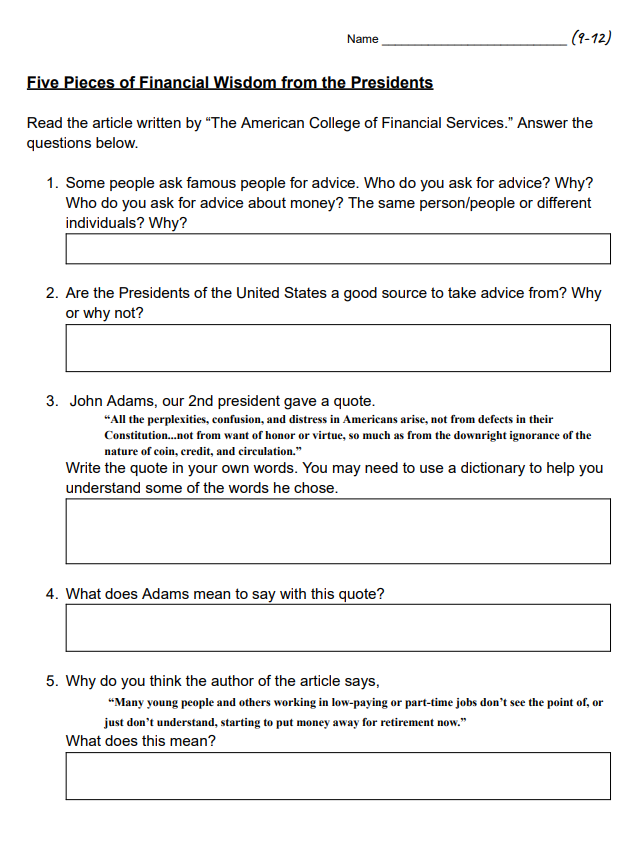 Name ____________________________ (9-12)
Five Pieces of Financial Wisdom from the Presidents
Read the article written by “The American College of Financial Services.” Answer the
questions below.
1. Some people ask famous people for advice. Who do you ask for advice? Why?
Who do you ask for advice about money? The same person/people or different
individuals? Why?
2. Are the Presidents of the United States a good source to take advice from? Why
or why not?
3. John Adams, our 2nd president gave a quote.
“All the perplexities, confusion, and distress in Americans arise, not from defects in their
Constitution...not from want of honor or virtue, so much as from the downright ignorance of the
nature of coin, credit, and circulation.”
Write the quote in your own words. You may need to use a dictionary to help you
understand some of the words he chose.
4. What does Adams mean to say with this quote?
5. Why do you think the author of the article says,
“Many young people and others working in low-paying or part-time jobs don’t see the point of, or
just don’t understand, starting to put money away for retirement now.”
What does this mean?